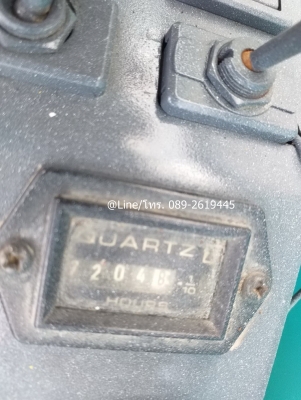 @Line/โทร. 089-2619445
QUARTZ
7204 1/10
HOURS